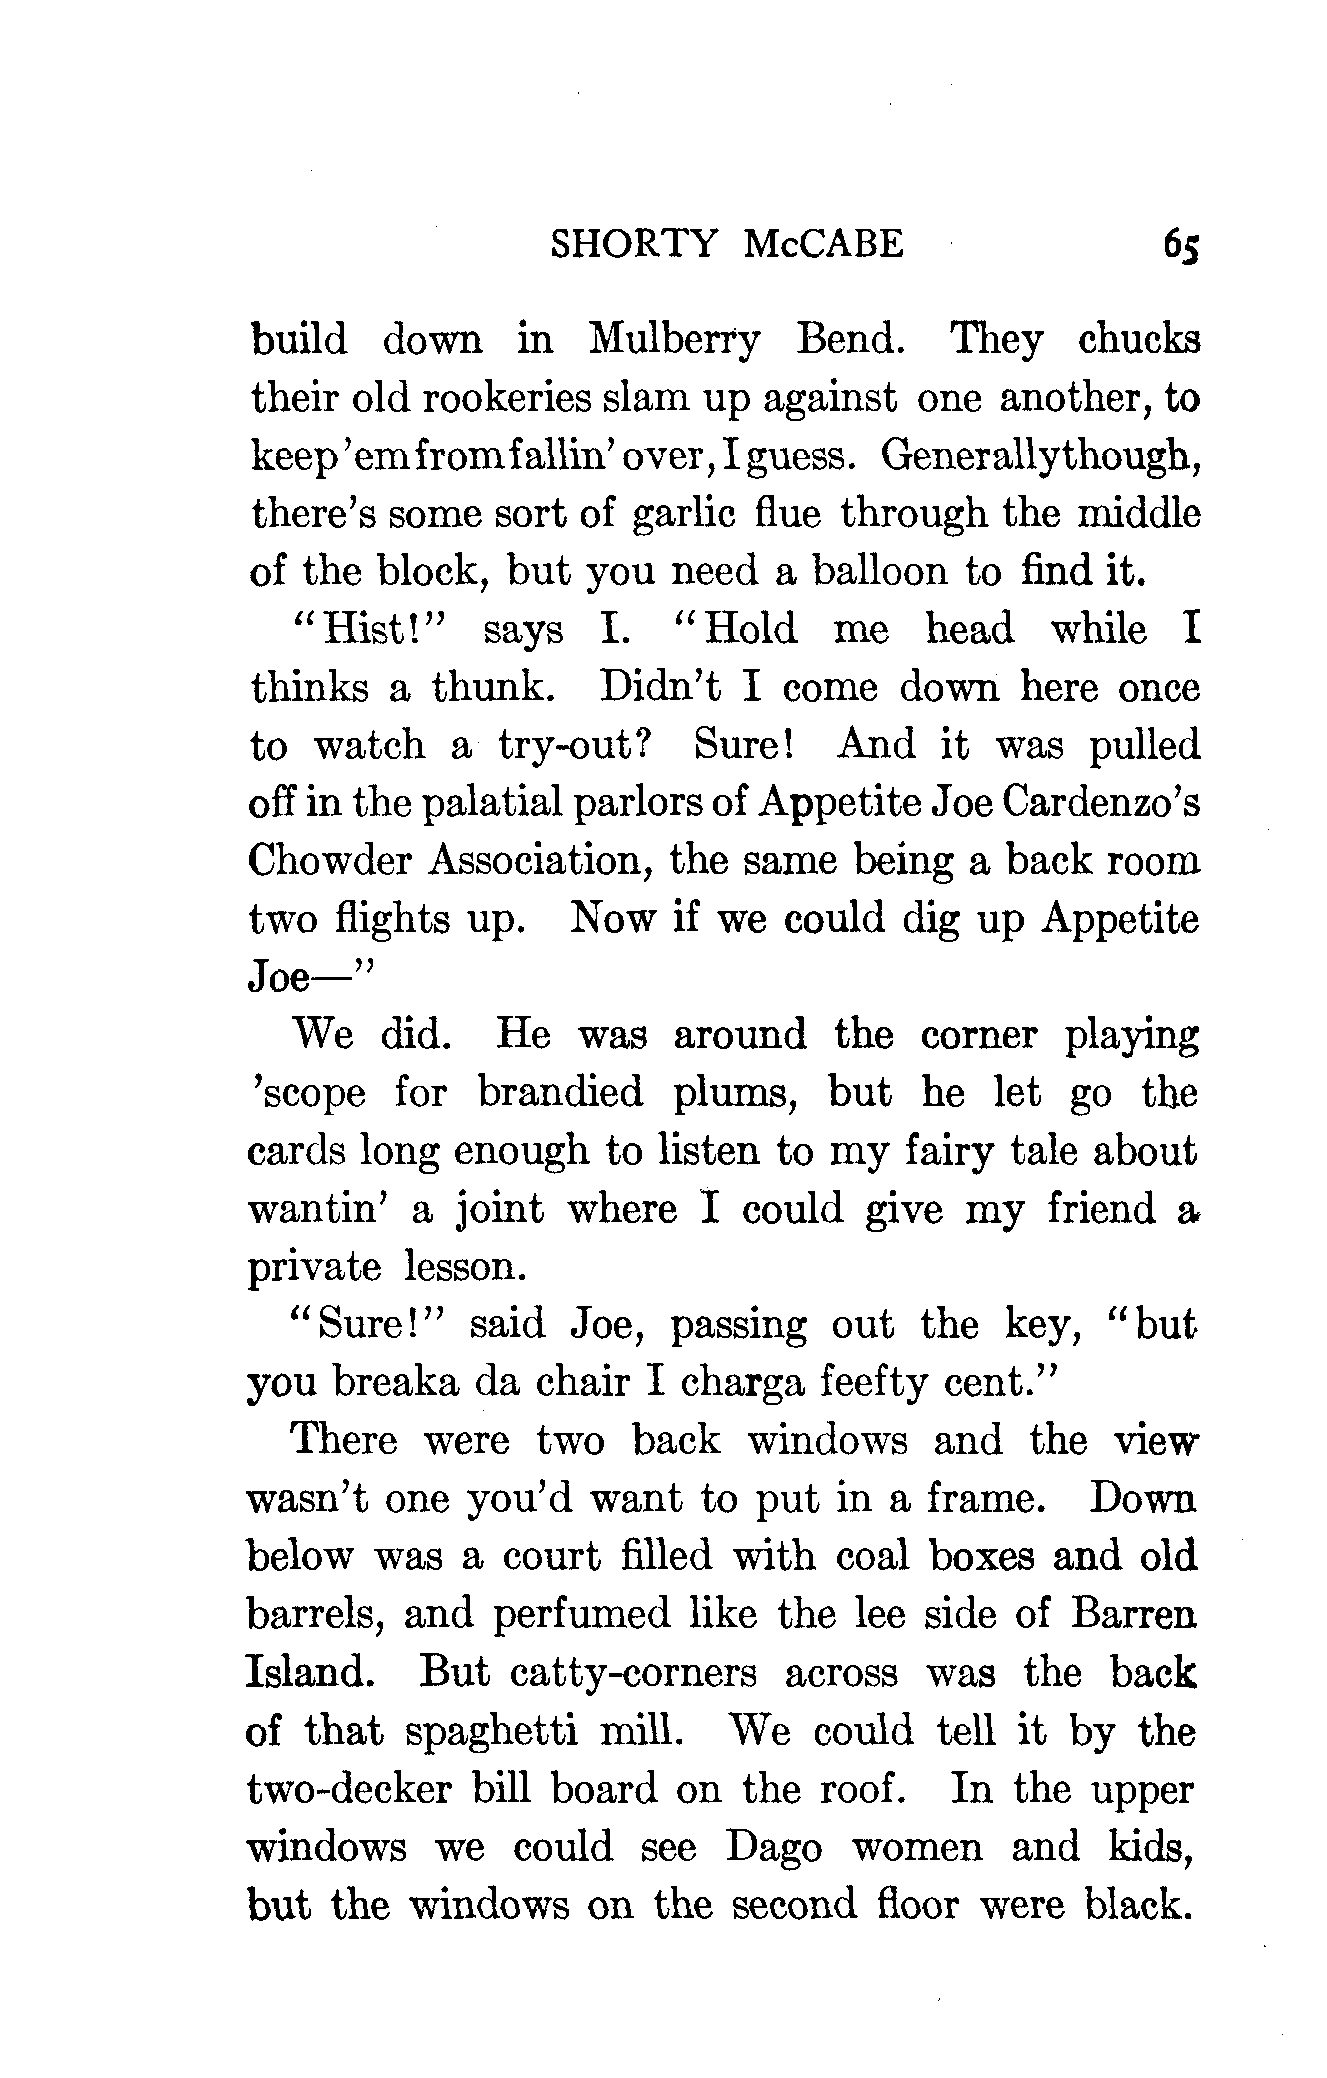 SHORTY McCABE 65
build down in Mulberry Bend. They chucks
their old rookeries slam up against one another, to
keep 'em from fallin' over, I guess. Generally though,
there's some sort of garlic flue through the middle
of the block, but you need a balloon to find it.
"Hist!" says I. "Hold me head while I
thinks a thunk. Didn't I come down here once
to watch a try-out? Sure! And it was pulled
off in the palatial parlors of Appetite Joe Cardenzo's
Chowder Association, the same being a back room
two flights up. Now if we could dig up Appetite
Joe—"
We did. He was around the corner playing
'scope for brandied plums, but he let go the
cards long enough to listen to my fairy tale about
wantin' a joint where I could give my friend a
private lesson.
"Sure!" said Joe, passing out the key, "but
you breaka da chair I charga feefty cent."
There were two back windows and the view
wasn't one you'd want to put in a frame. Down
below was a court filled with coal boxes and old
barrels, and perfumed like the lee side of Barren
Island. But catty-corners across was the back
of that spaghetti mill. We could tell it by the
two-decker bill board on the roof. In the upper
windows we could see Dago women and kids,
but the windows on the second floor were black.